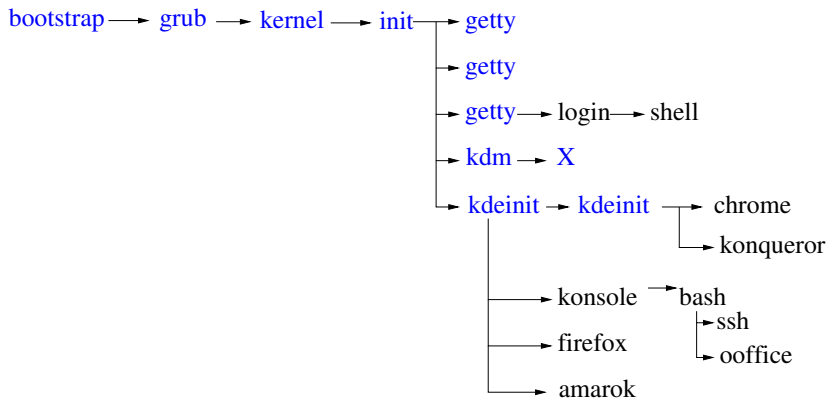 bootstrap grub kernel init getty
getty
getty login shell
kdm X
kdeinit kdeinit chrome
konqueror
konsole bash
ssh
firefox
ooffice
amarok